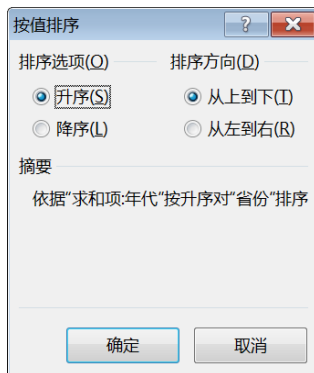 按值排序
排序选项(O) 排序方向(D)
升序(S) 从上到下(T)
降序(L) 从左到右(R)
摘要
依据"求和项:年代"按升序对"省份"排序
确定 取消